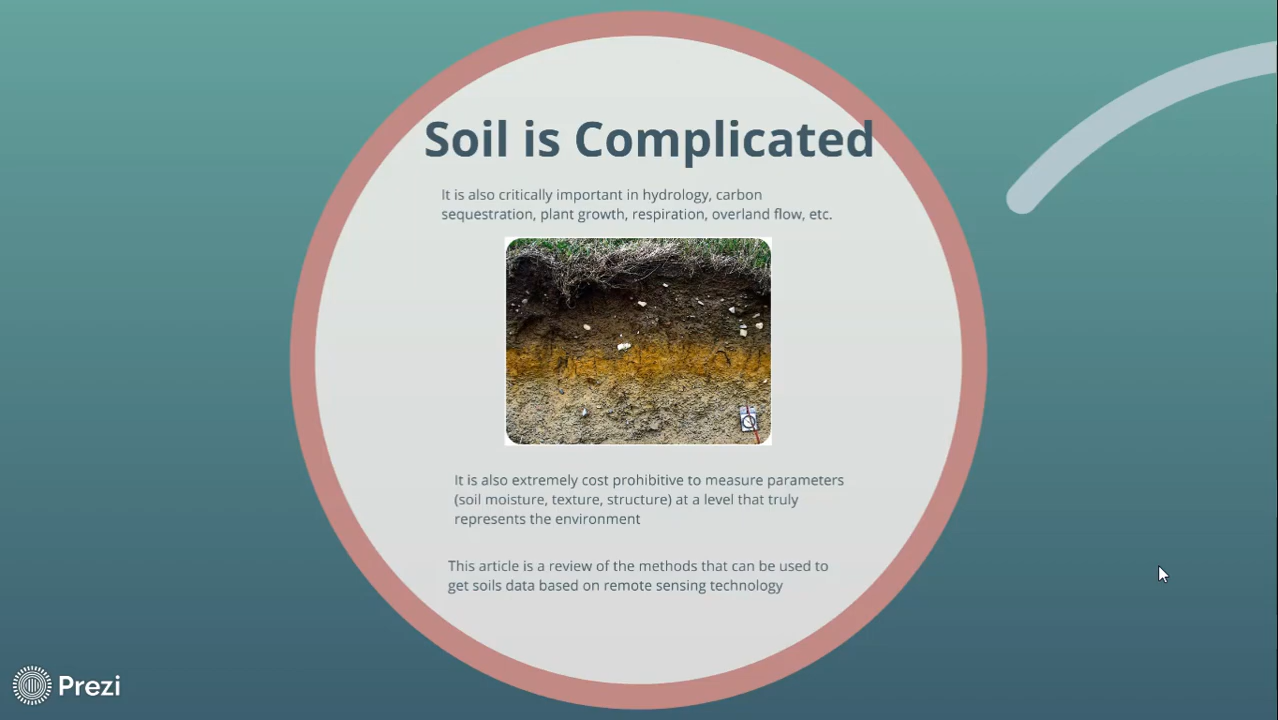 Soil is Complicated
It is also critically important in hydrology, carbon
sequestration, plant growth, respiration, overland flow, etc.
It is also extremely cost prohibitive to measure parameters
(soil moisture, texture, structure) at a level that truly
represents the environment
This article is a review of the methods that can be used to
get soils data based on remote sensing technology
Prezi